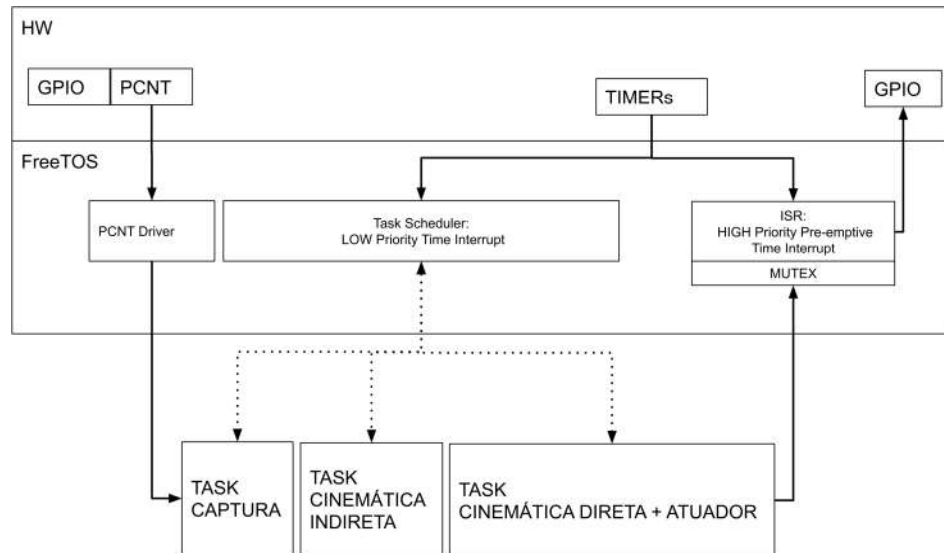 HW
GPIO
PCNT
TIMERs
GPIO
FreeTOS
PCNT Driver
Task Scheduler:
LOW Priority Time Interrupt
ISR:
HIGH Priority Pre-emptive
Time Interrupt
MUTEX
TASK
CAPTURA
TASK
CINEMÁTICA
INDIRETA
TASK
CINEMÁTICA DIRETA + ATUADOR